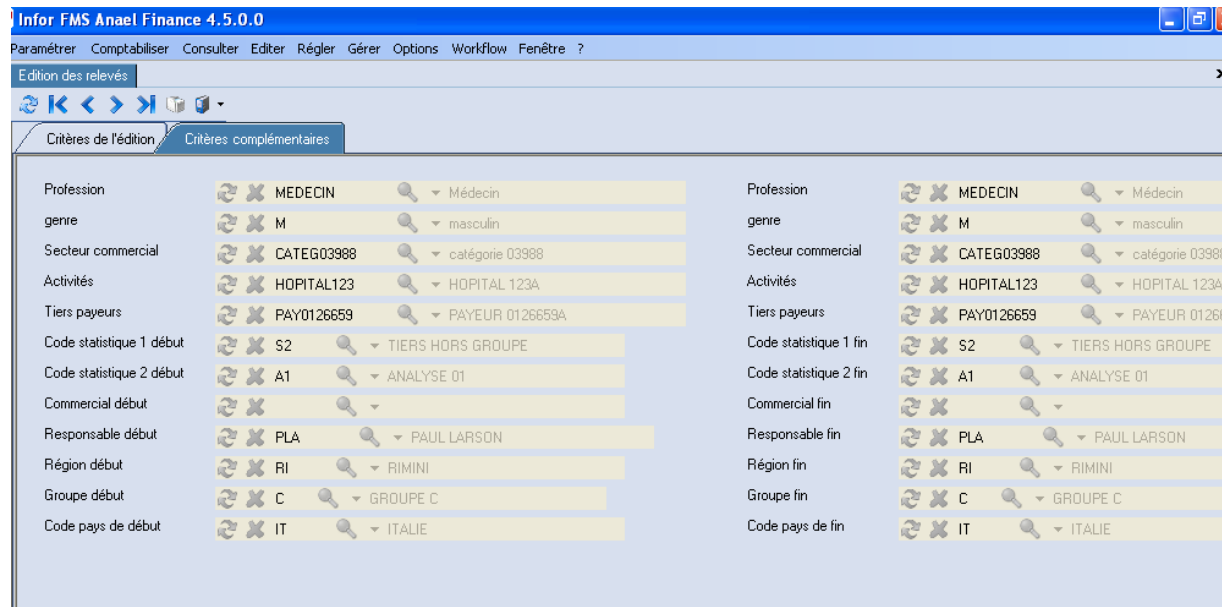 Infor FMS Anael Finance 4.5.0.0
Paramétrer Comptabiliser Consulter Editer Régler Gérer Options Workflow Fenêtre ?
Edition des relevés
Critères de l'édition Critères complémentaires
Profession MEDECIN Médecin Profession MEDECIN Médecin
genre M masculin genre M masculin
Secteur commercial CATEG03988 catégorie 03988 Secteur commercial CATEG03988 catégorie 03988
Activités HOPITAL123 HOPITAL 123A Activités HOPITAL123 HOPITAL 123A
Tiers payeurs PAY0126659 PAYEUR 0126659A Tiers payeurs PAY0126659 PAYEUR
Code statistique 1 début S2 TIERS HORS GROUPE Code statistique 1 fin S2 TIERS HORS GROUPE
Code statistique 2 début A1 ANALYSE 01 Code statistique 2 fin A1 ANALYSE 01
Commercial début Commercial fin
Responsable début PLA PAUL LARSON Responsable fin PLA PAUL LARSON
Région début RI RIMINI Région fin RI RIMINI
Groupe début C GROUPE C Groupe fin C GROUPE C
Code pays de début IT ITALIE Code pays de fin IT ITALIE